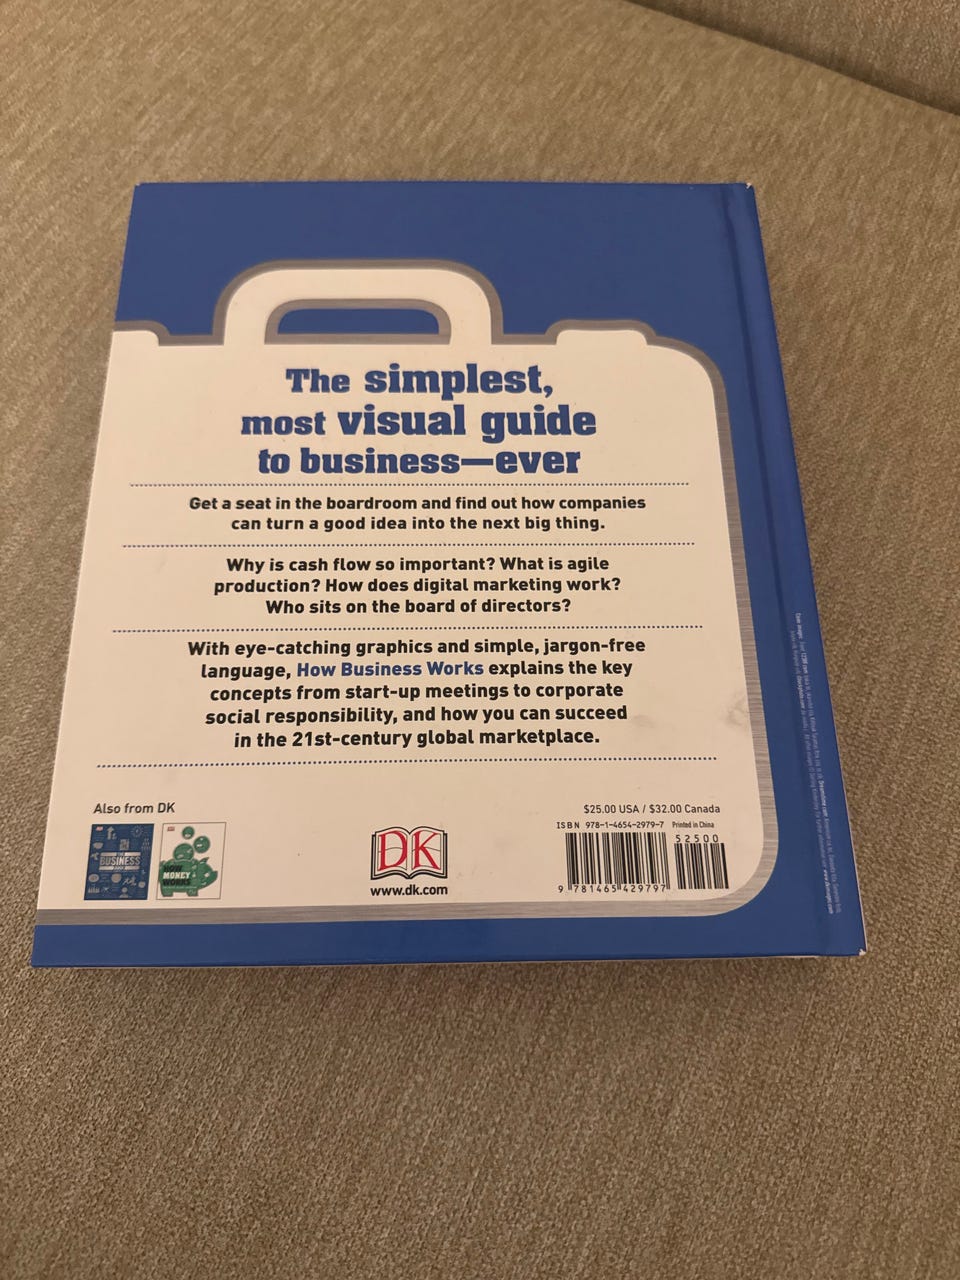 The simplest,
most visual guide
to business—ever
Get a seat in the boardroom and find out how companies
can turn a good idea into the next big thing.
Why is cash flow so important? What is agile
production? How does digital marketing work?
Who sits on the board of directors?
With eye-catching graphics and simple, jargon-free
language, How Business Works explains the key
concepts from start-up meetings to corporate
social responsibility, and how you can succeed
in the 21st-century global marketplace.
Also from DK
BUSINESS
MONEY
DK
www.dk.com
$25.00 USA / $32.00 Canada
ISBN 978-1-4654-2979-7 Printed in China
52500
9 781465 429797